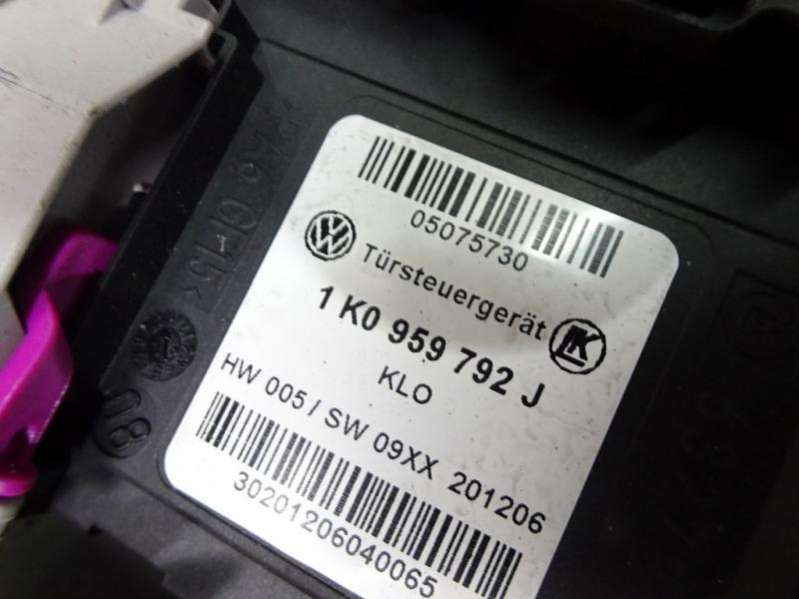 05075730
Türsteuergerät
1K0 959 792 J
KLO
HW 005 / SW 09XX 201206
30201206040065